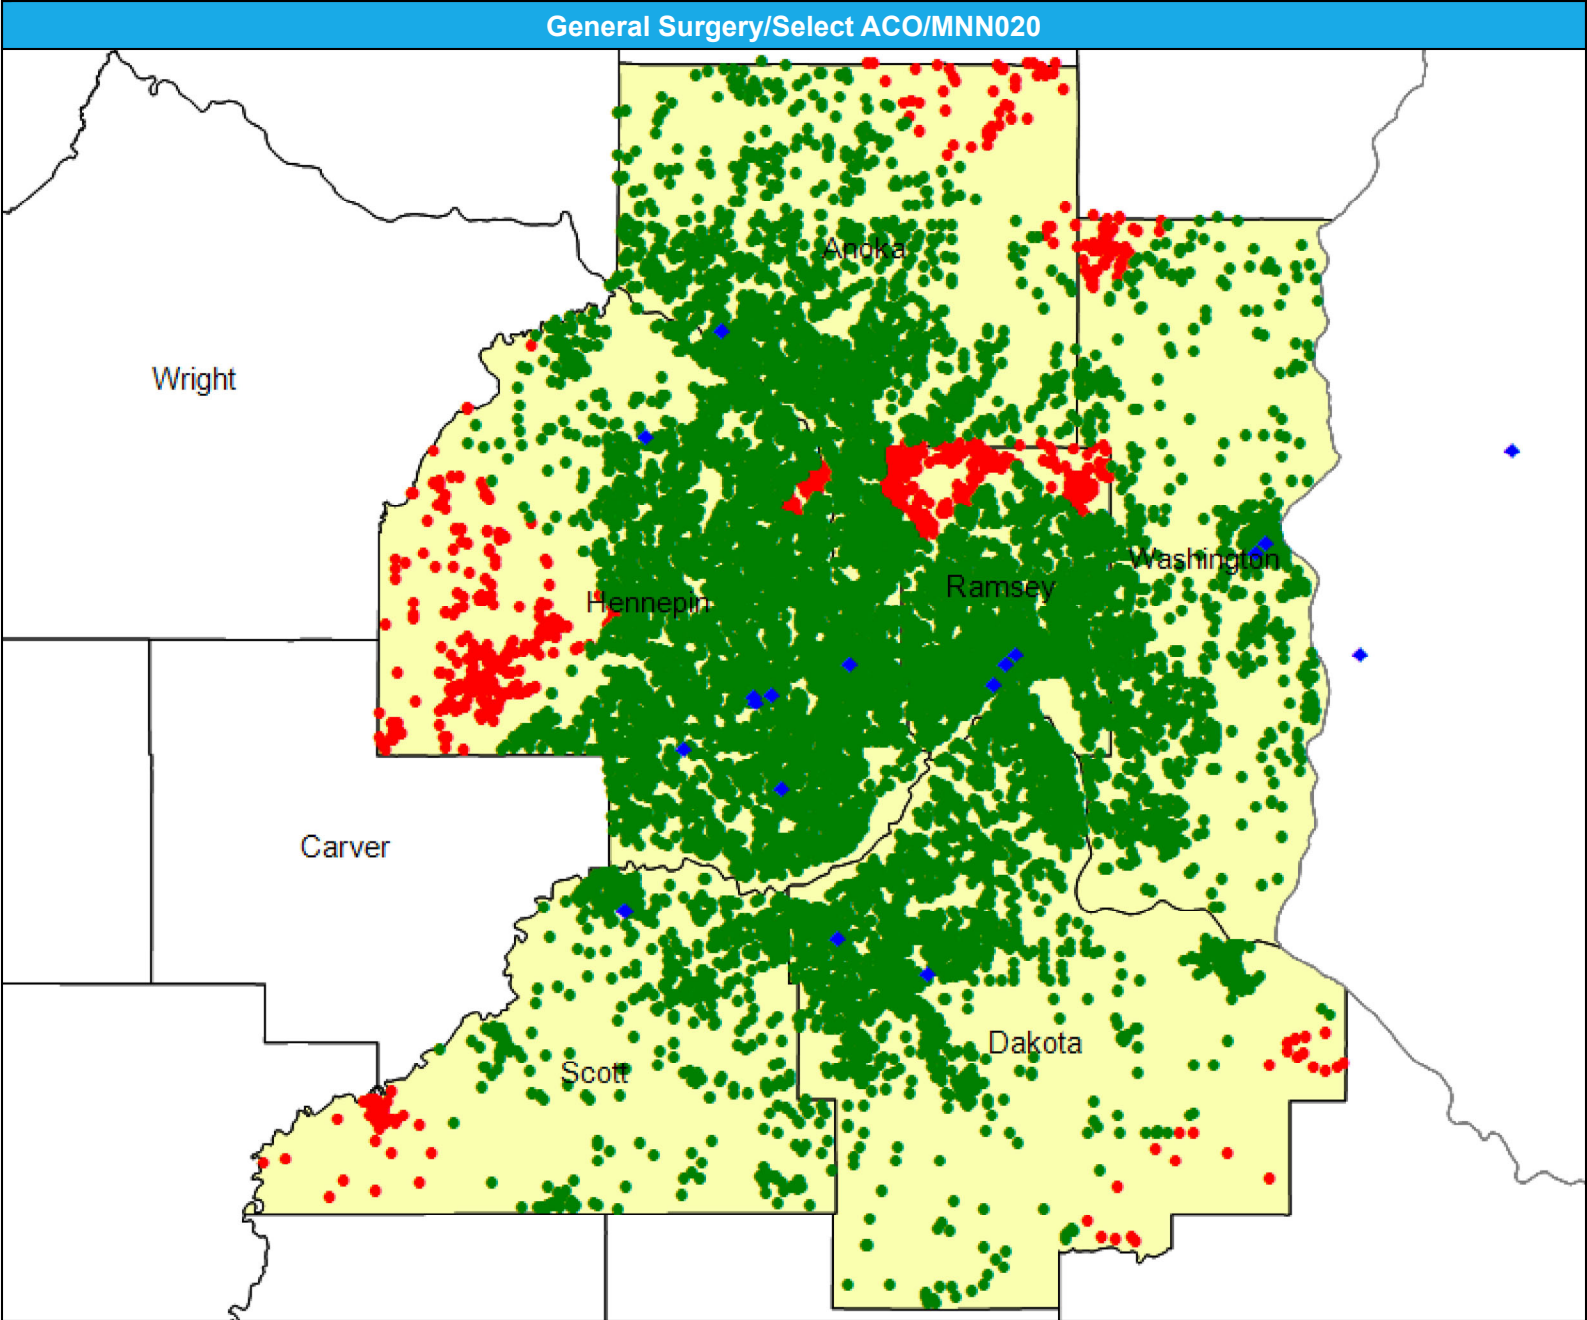 General Surgery/Select ACO/MNN020
Anoka
Wright
Washington
Ramsey
Hennepin
Carver
Dakota
Scott